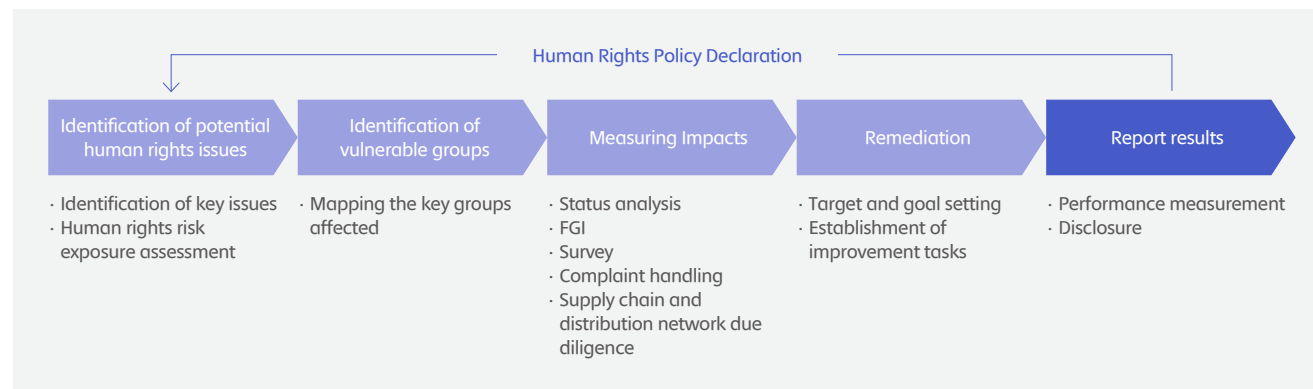 Human Rights Policy Declaration
Identification of potential
human rights issues
Identification of
vulnerable groups
Measuring Impacts
Remediation
Report results
· Identification of key issues
· Human rights risk
exposure assessment
· Mapping the key groups
affected
· Status analysis
· FGI
· Survey
· Complaint handling
· Supply chain and
distribution network due
diligence
· Target and goal setting
· Establishment of
improvement tasks
· Performance measurement
· Disclosure